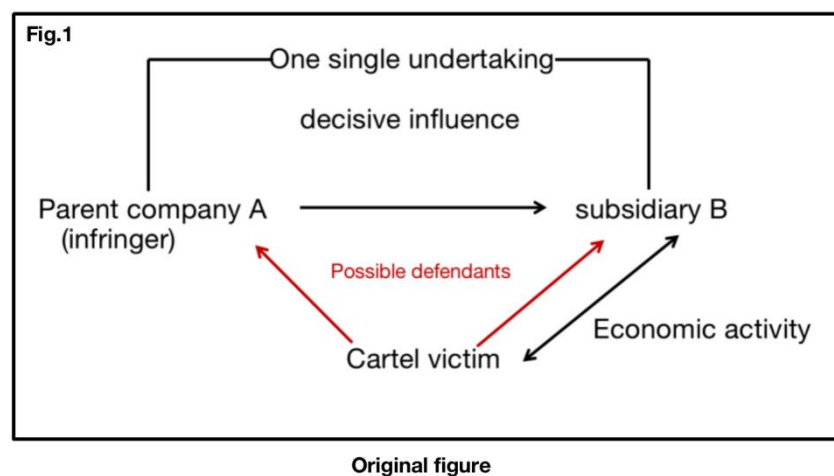 Fig.1
One single undertaking
decisive influence
Parent company A
(infringer)
subsidiary B
Possible defendants
Economic activity
Cartel victim
Original figure